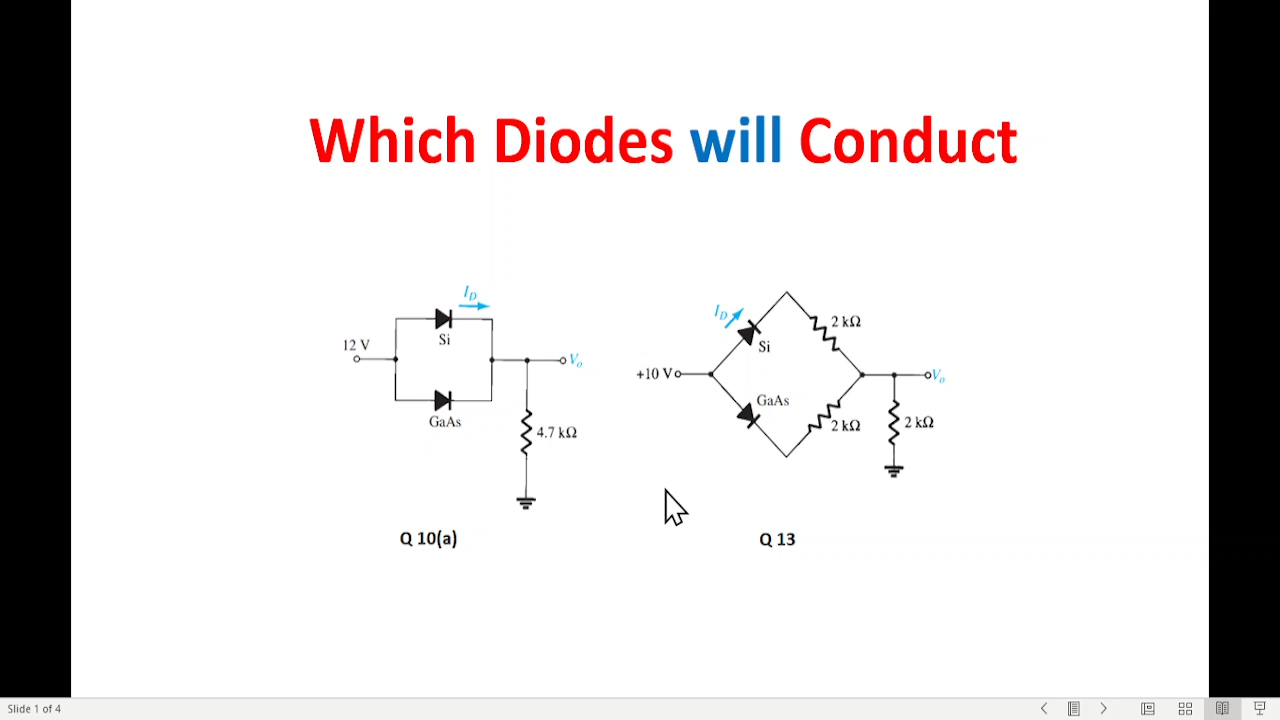 Which Diodes will Conduct
I_D
Si
12 V
V_o
GaAs
4.7 kΩ
Q 10(a)
I_D
2 kΩ
Si
+10 V
V_o
GaAs
2 kΩ
2 kΩ
Q 13
Slide 1 of 4